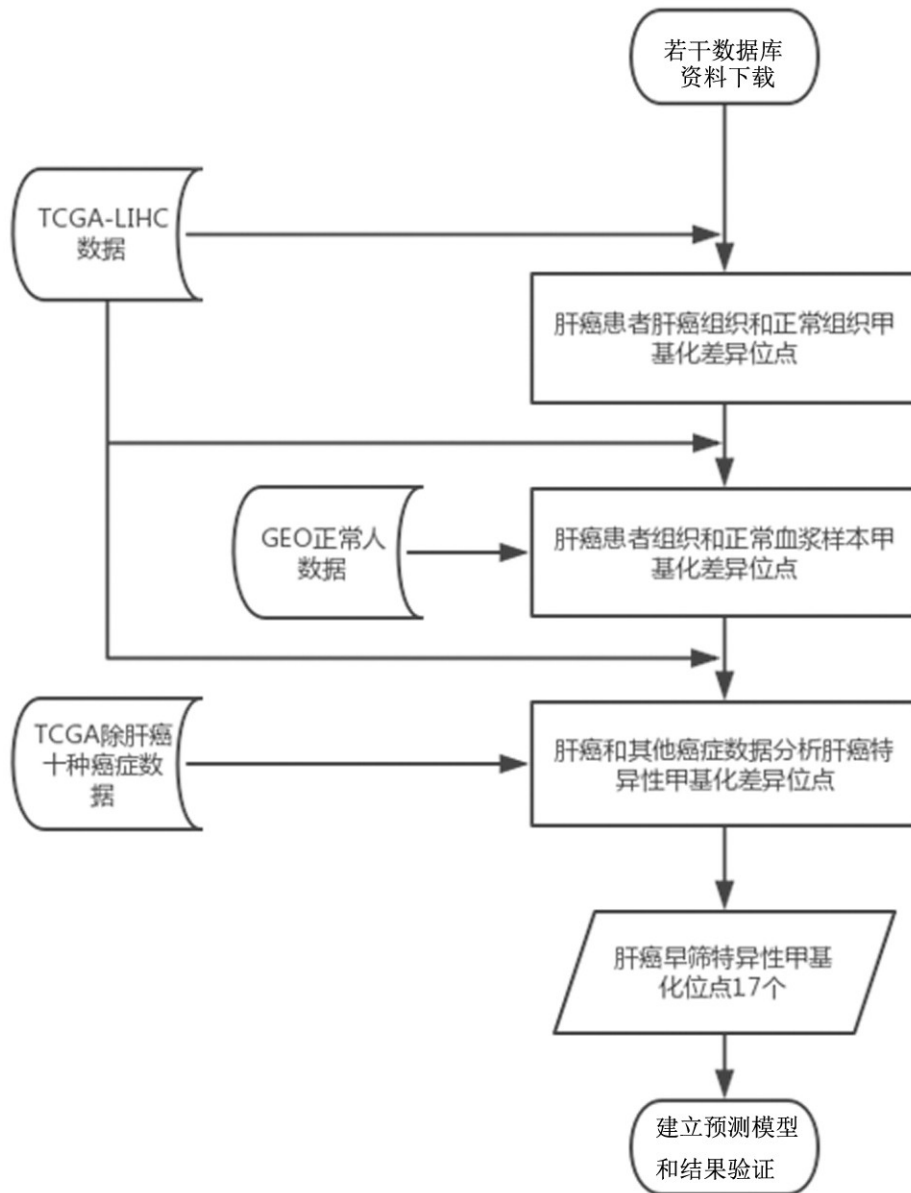 若干数据库
资料下载
TCGA-LIHC
数据
肝癌患者肝癌组织和正常组织甲
基化差异位点
GEO正常人
数据
肝癌患者组织和正常血浆样本甲
基化差异位点
TCGA除肝癌
十种癌症数
据
肝癌和其他癌症数据分析肝癌特
异性甲基化差异位点
肝癌早筛特异性甲基
化位点17个
建立预测模型
和结果验证